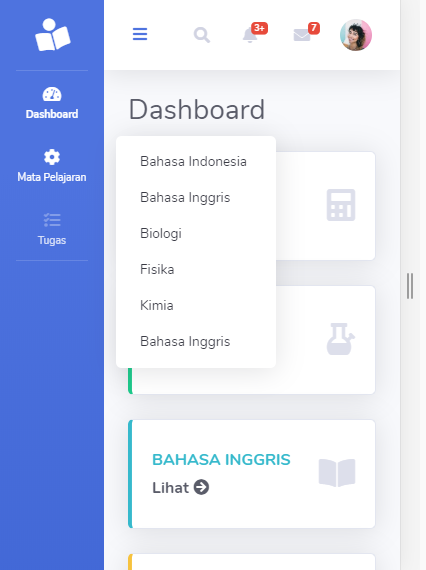 3+
7
Dashboard
Mata Pelajaran
Tugas
Dashboard
Bahasa Indonesia
Bahasa Inggris
Biologi
Fisika
Kimia
Bahasa Inggris
BAHASA INGGRIS
Lihat